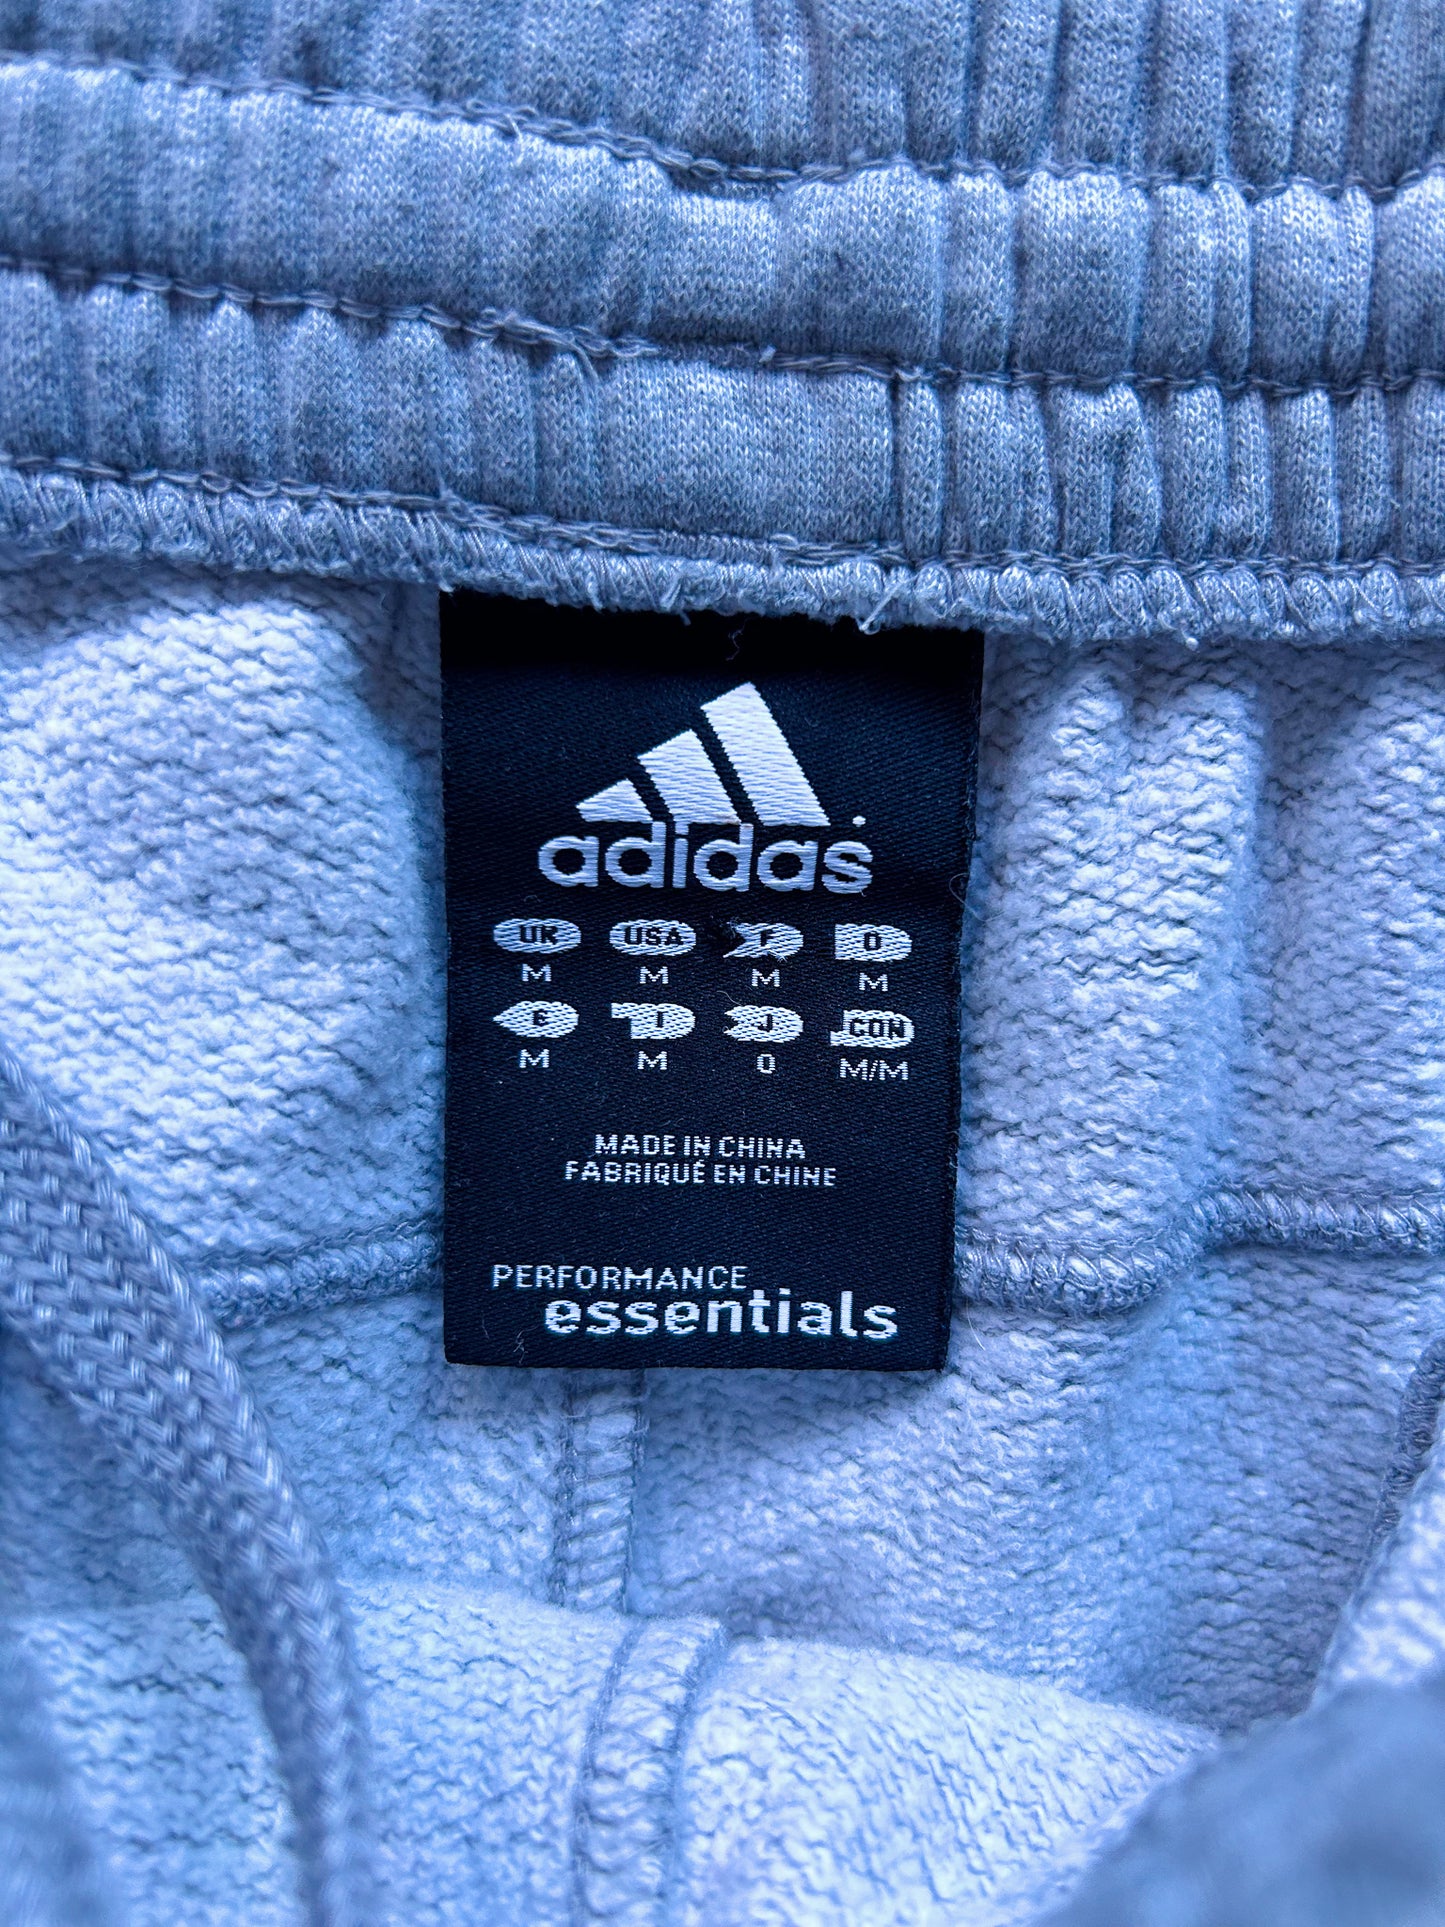 adidas
UK USA F D
M M M M
E I J CDN
M M O M/M
MADE IN CHINA
FABRIQUÉ EN CHINE
PERFORMANCE
essentials